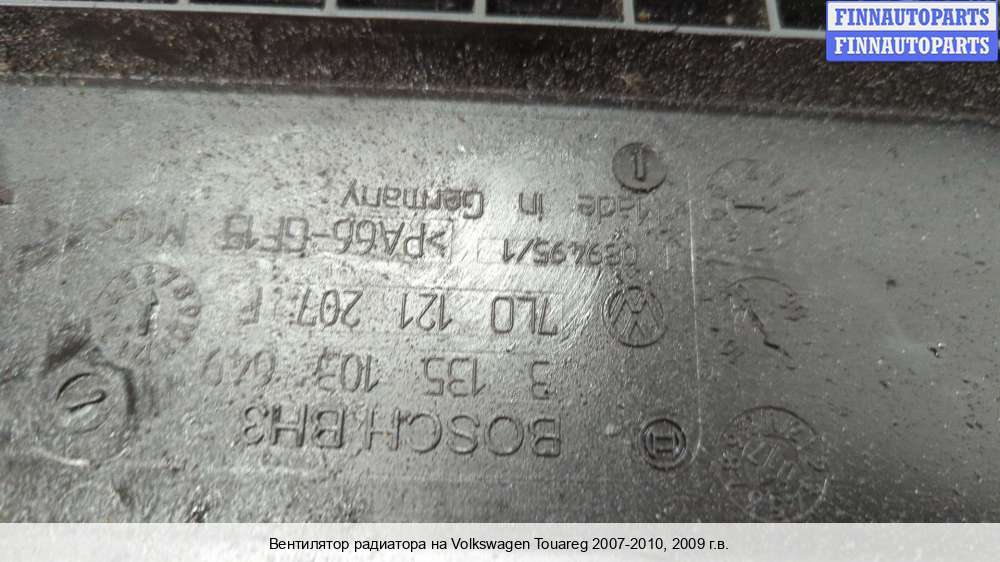 FINNAUTOPARTS
FINNAUTOPARTS
BOSCH BH3
3 135 103 649
7L0 121 207 F
039495/1
>PA66-GF15
Made in Germany
1
Вентилятор радиатора на Volkswagen Touareg 2007-2010, 2009 г.в.